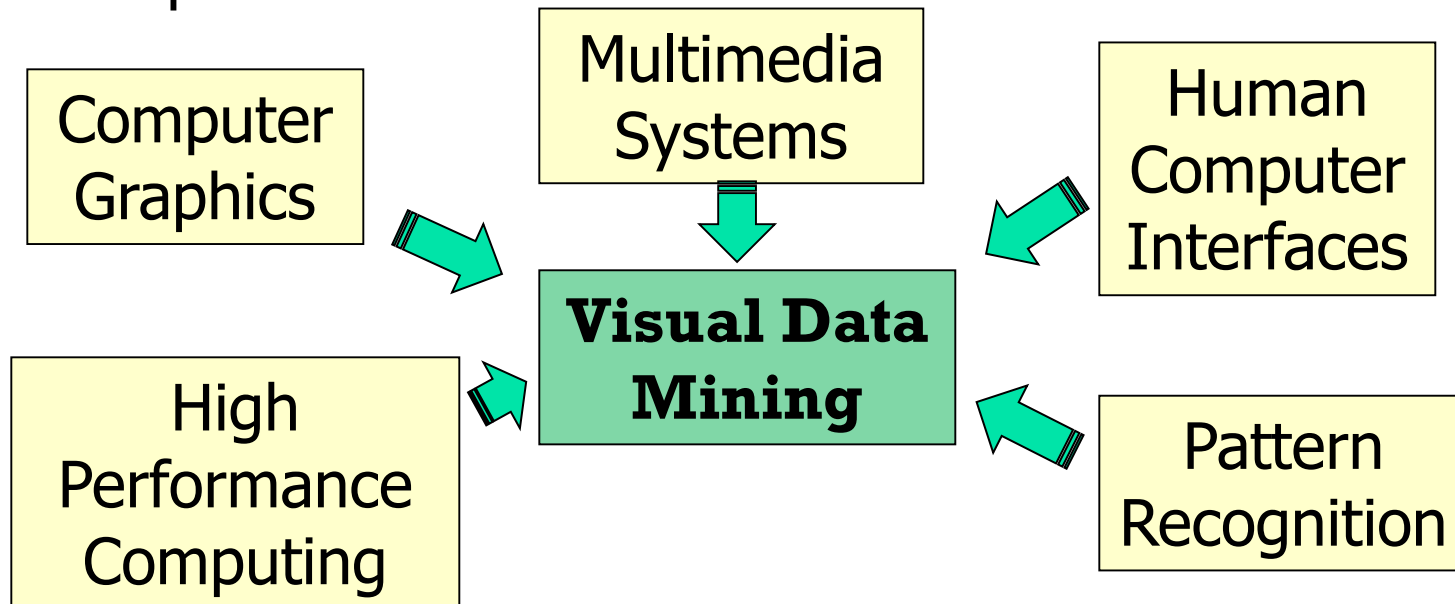 Computer
Graphics
Multimedia
Systems
Human
Computer
Interfaces
Visual Data
Mining
High
Performance
Computing
Pattern
Recognition